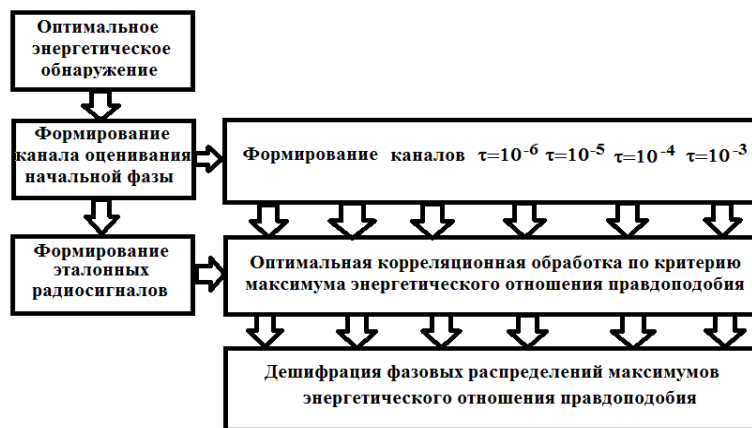 Оптимальное
энергетическое
обнаружение
Формирование
канала оценивания
начальной фазы
Формирование каналов τ=10⁻⁶ τ=10⁻⁵ τ=10⁻⁴ τ=10⁻³
Формирование
эталонных
радиосигналов
Оптимальная корреляционная обработка по критерию
максимума энергетического отношения правдоподобия
Дешифрация фазовых распределений максимумов
энергетического отношения правдоподобия